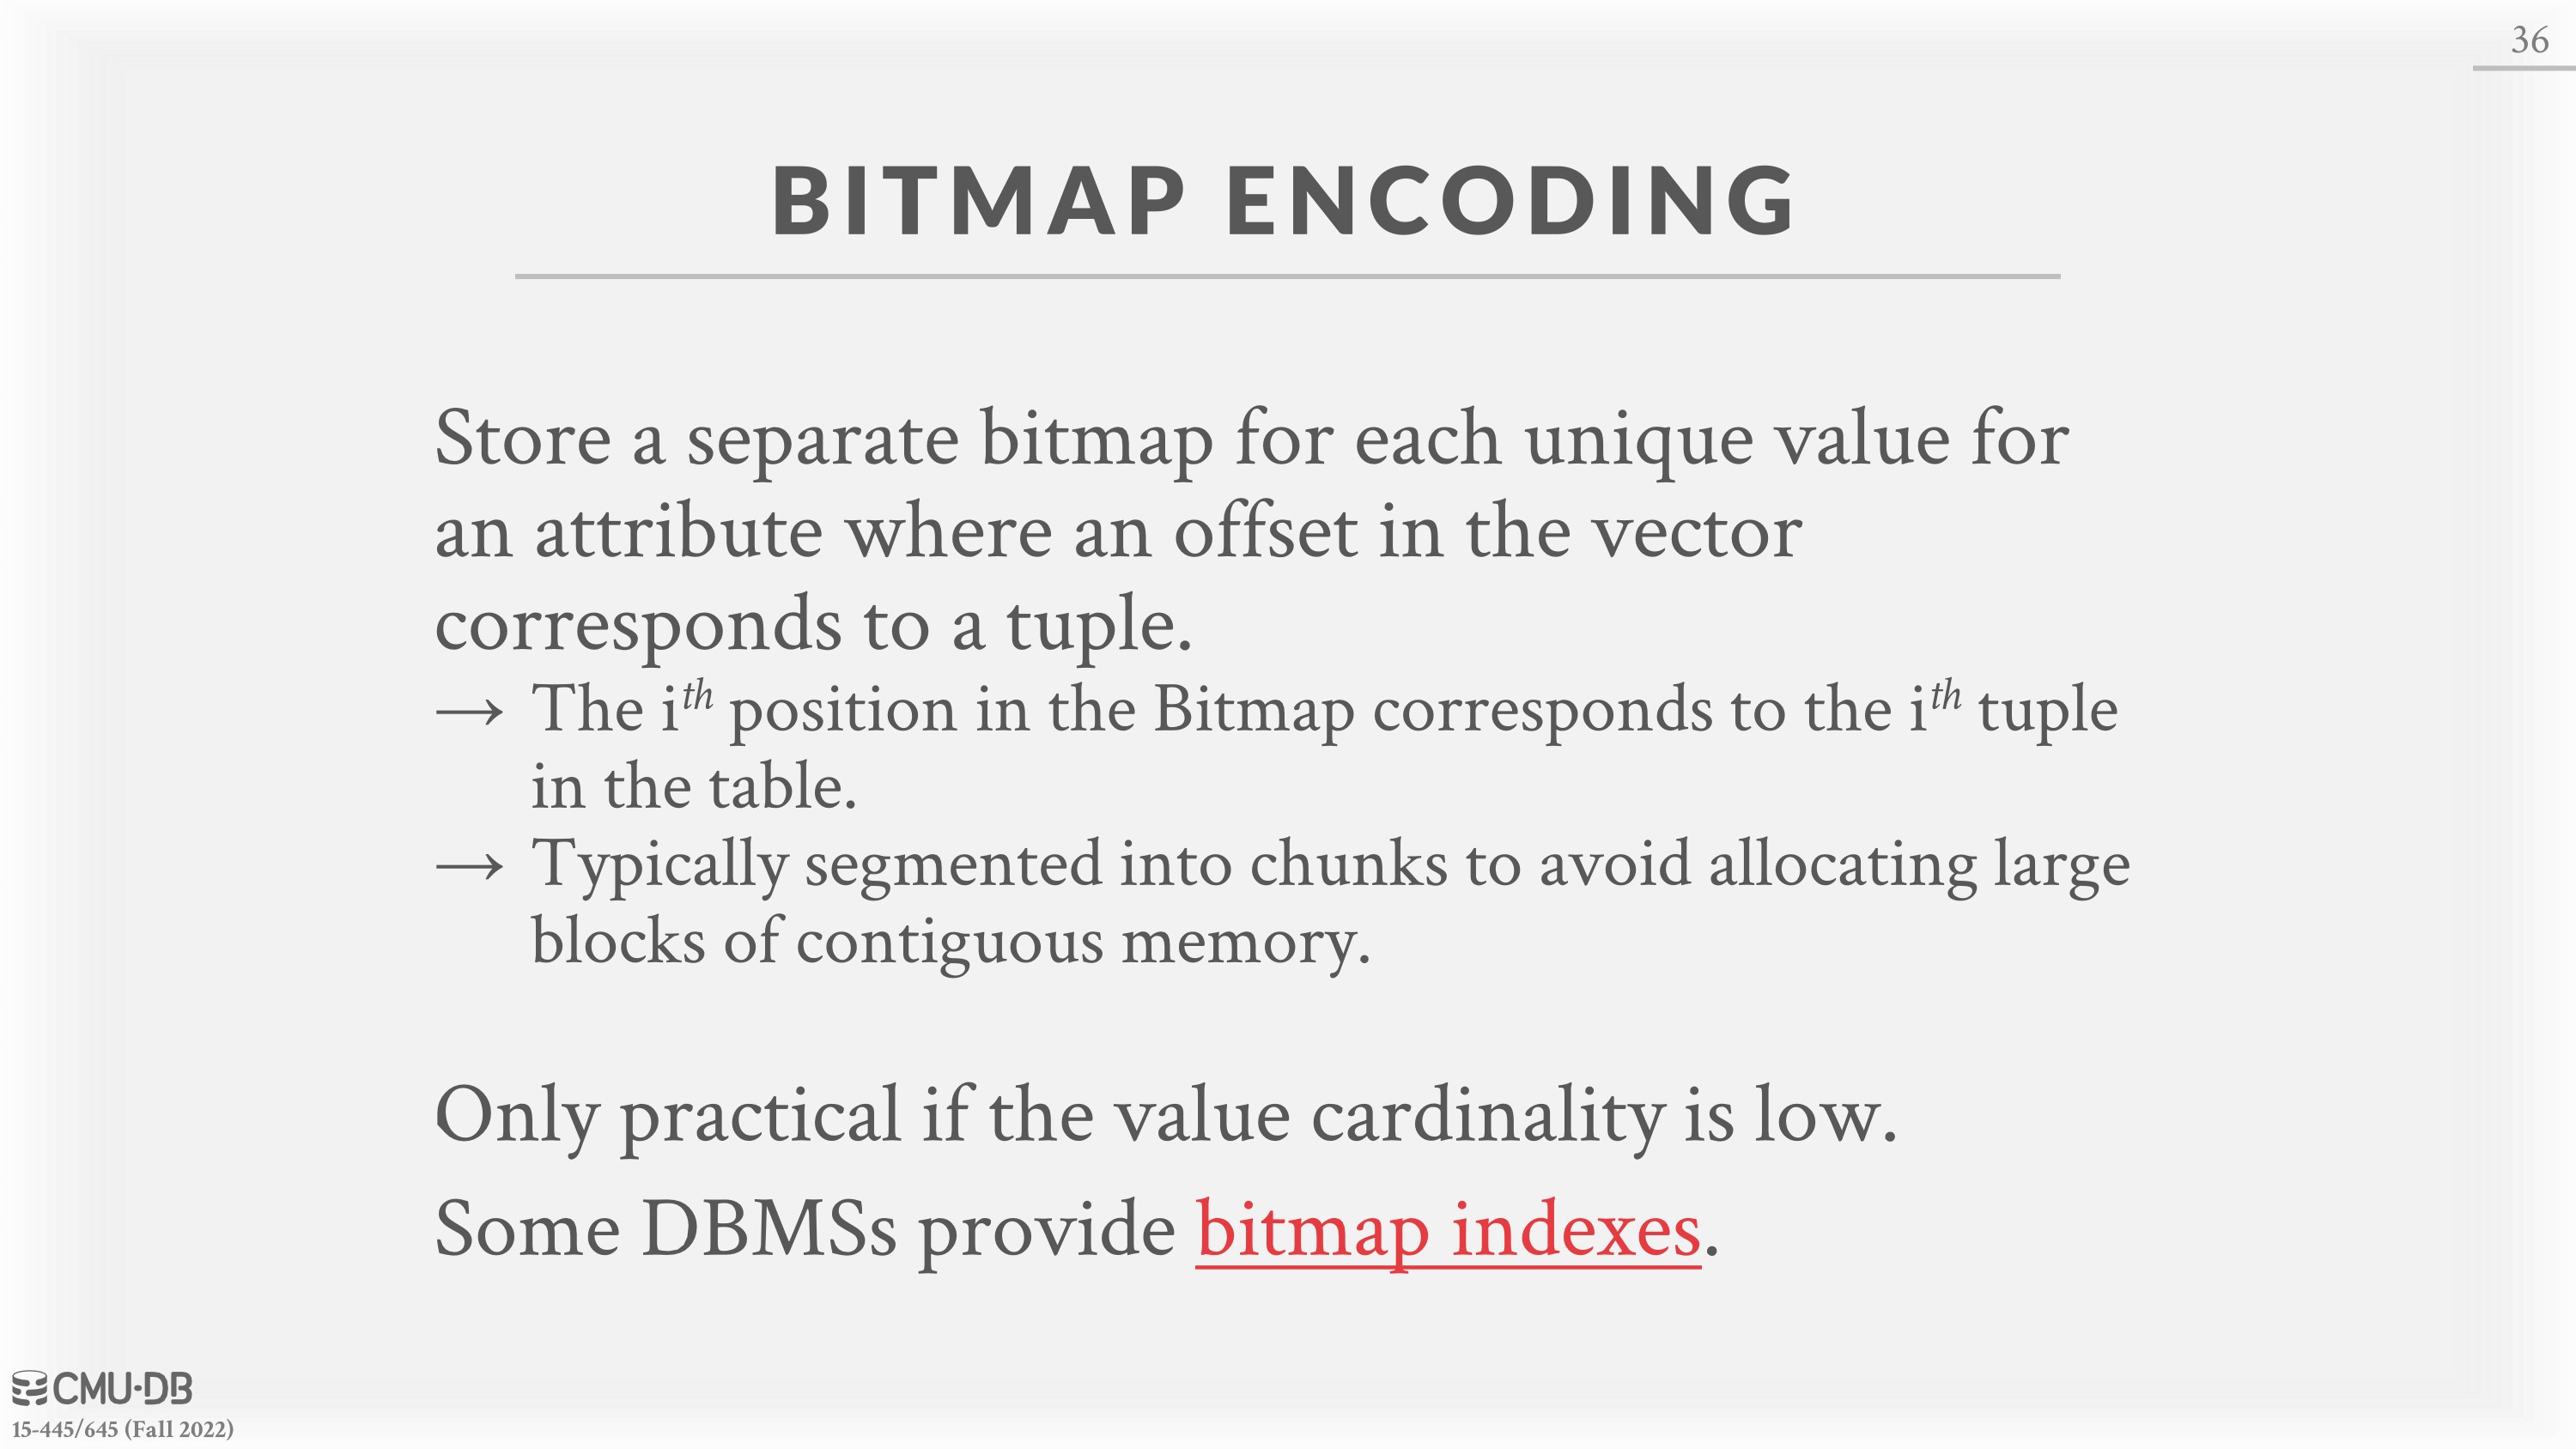 36
BITMAP ENCODING
Store a separate bitmap for each unique value for
an attribute where an offset in the vector
corresponds to a tuple.
→ The iᵗʰ position in the Bitmap corresponds to the iᵗʰ tuple
in the table.
→ Typically segmented into chunks to avoid allocating large
blocks of contiguous memory.
Only practical if the value cardinality is low.
Some DBMSs provide bitmap indexes.
CMU·DB
15-445/645 (Fall 2022)